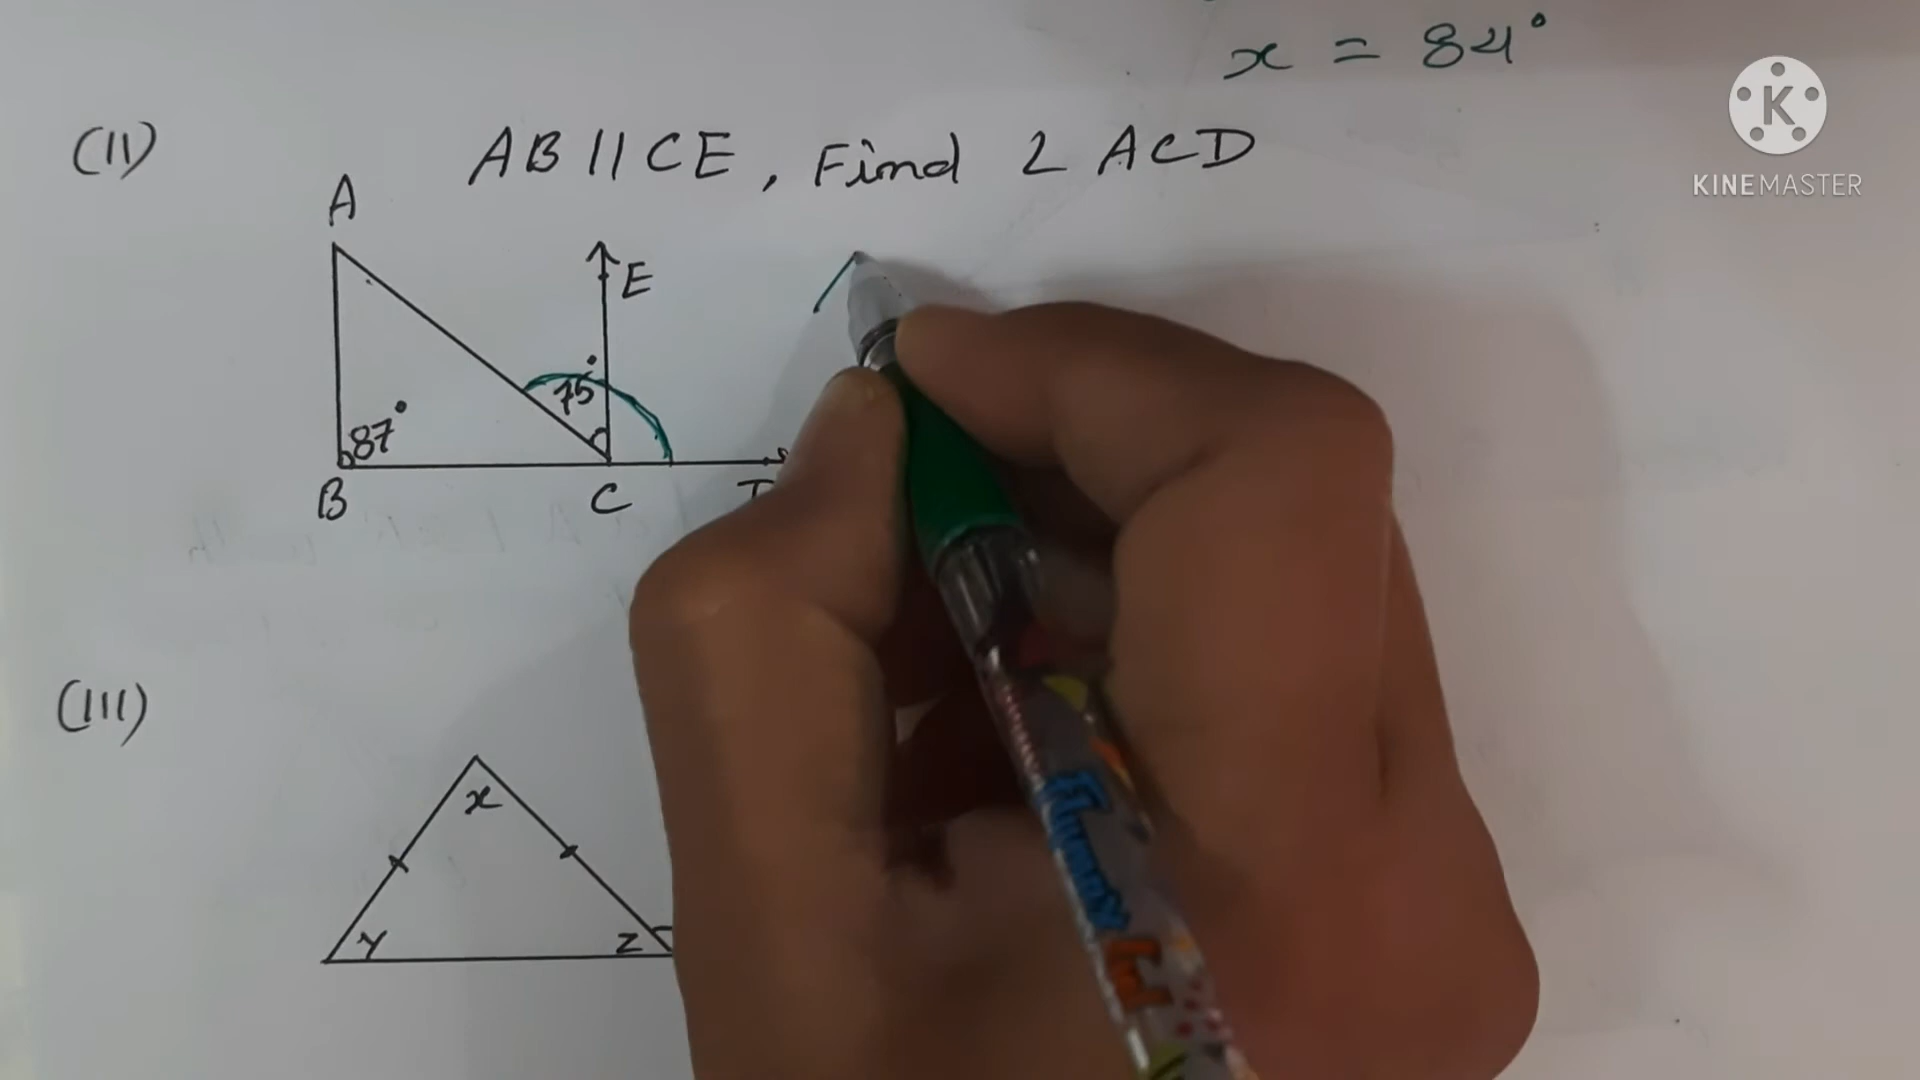 x = 84°
K
KINEMASTER
(II) AB || CE, Find ∠ ACD
A
E
75°
87°
B C
(III)
x
y z